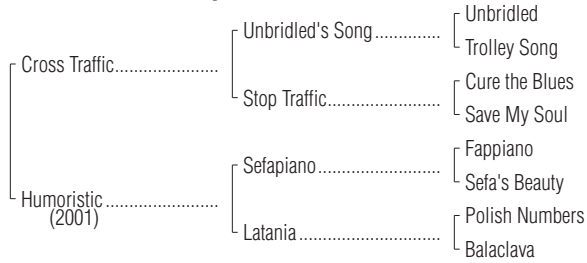 Unbridled
Unbridled's Song
Trolley Song
Cross Traffic
Cure the Blues
Stop Traffic
Save My Soul
Fappiano
Sefapiano
Sefa's Beauty
Humoristic
(2001)
Polish Numbers
Latania
Balaclava